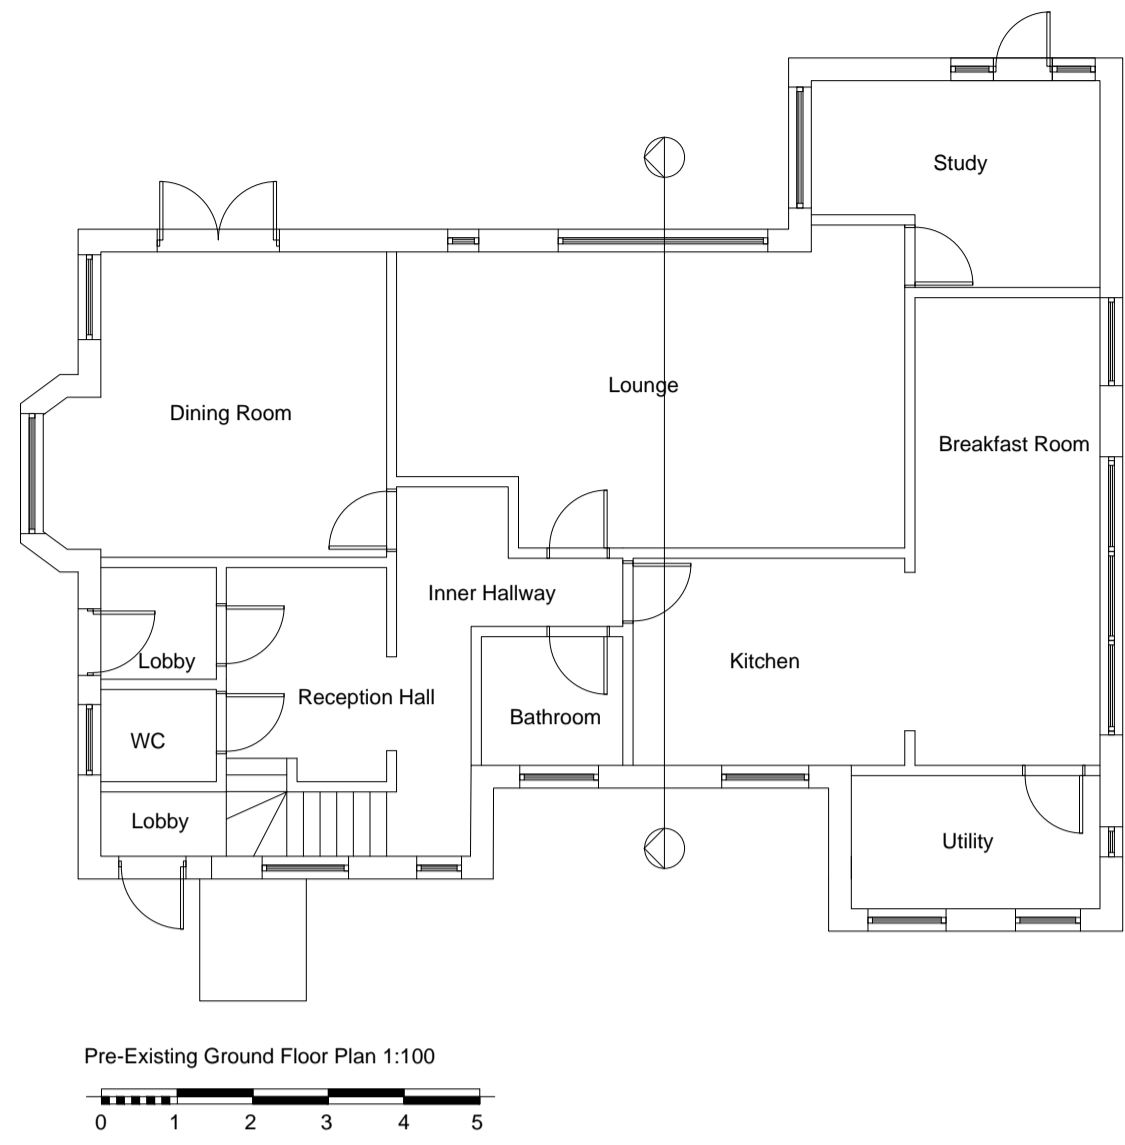 Study
Lounge
Dining Room
Breakfast Room
Inner Hallway
Lobby
Kitchen
Reception Hall
Bathroom
WC
Lobby
Utility
Pre-Existing Ground Floor Plan 1:100
0 1 2 3 4 5